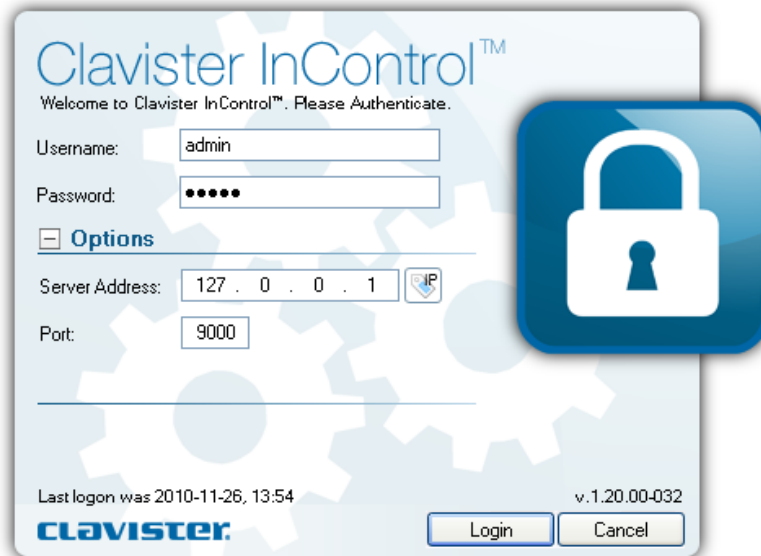 Clavister InControl™
Welcome to Clavister InControl™. Please Authenticate.
Username: admin
Password: •••••
Options
Server Address: 127 . 0 . 0 . 1 IP
Port: 9000
Last logon was 2010-11-26, 13:54 v.1.20.00-032
CLAVISTER. Login Cancel